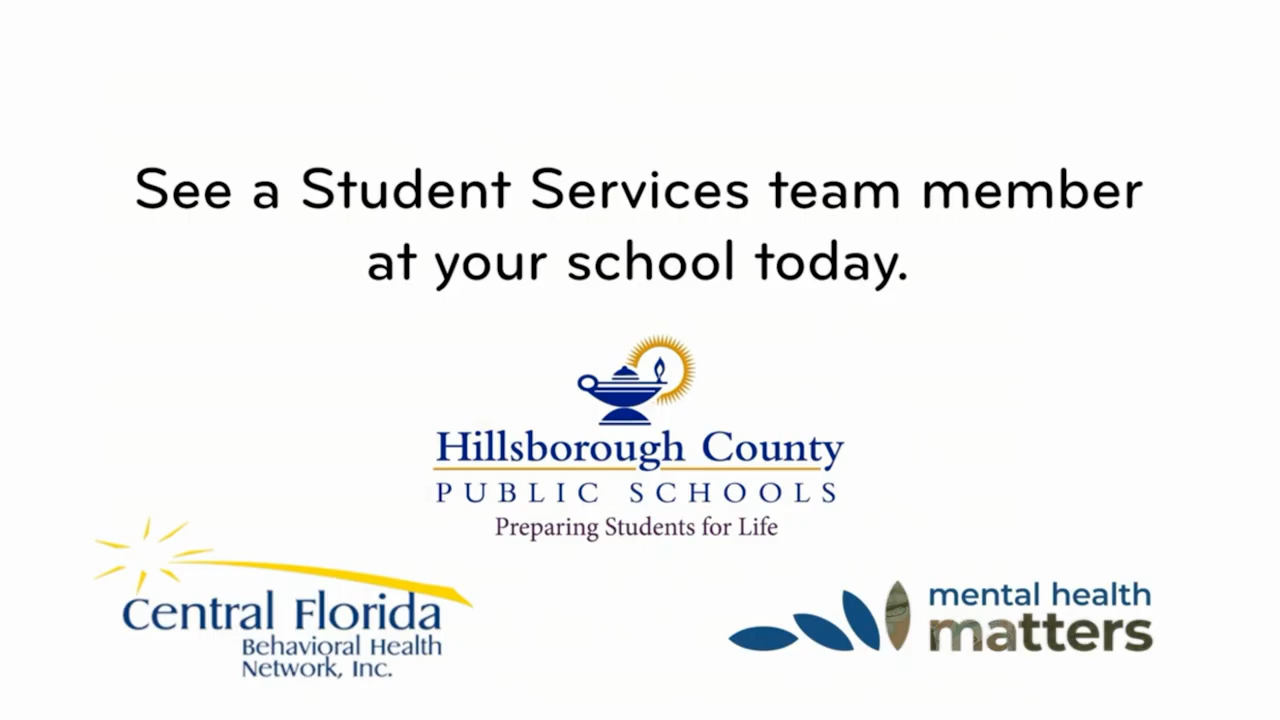 See a Student Services team member
at your school today.
Hillsborough County
PUBLIC SCHOOLS
Preparing Students for Life
Central Florida
Behavioral Health
Network, Inc.
mental health
matters